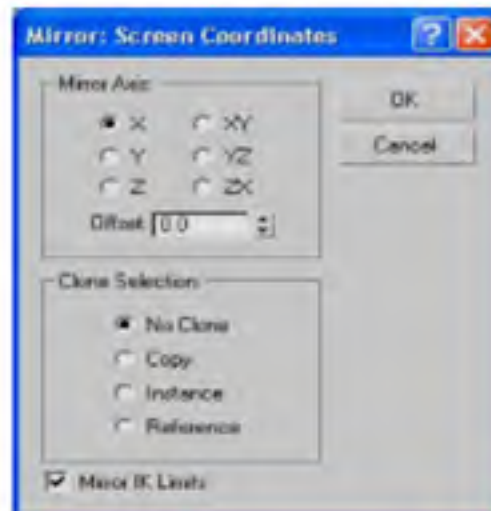 Mirror: Screen Coordinates
Mirror Axis:
X XY
Y YZ
Z ZX
Offset: 0.0
OK
Cancel
Clone Selection:
No Clone
Copy
Instance
Reference
Mirror IK Limits